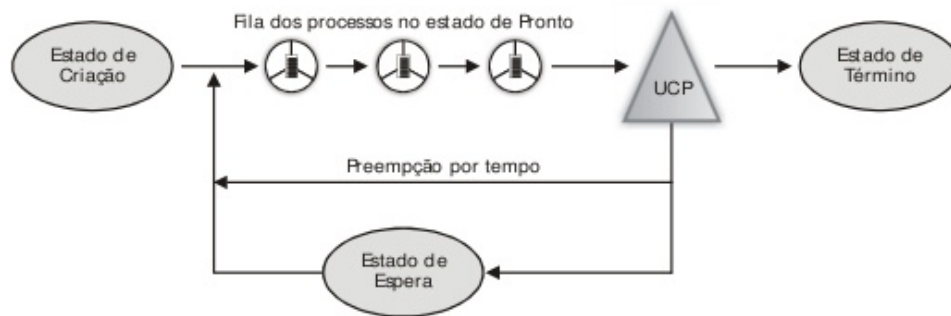 Fila dos processos no estado de Pronto
Estado de
Criação
UCP
Estado de
Término
Preempção por tempo
Estado de
Espera